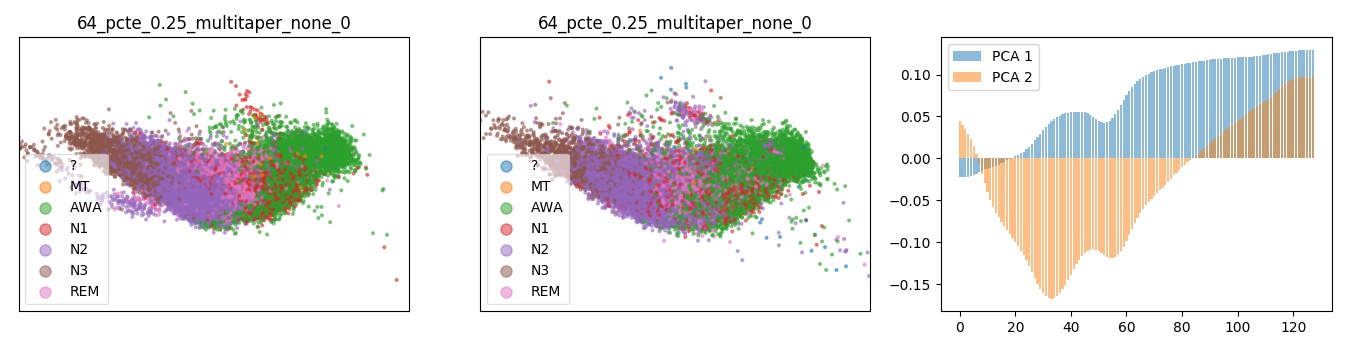 64_pcte_0.25_multitaper_none_0
?
MT
AWA
N1
N2
N3
REM
64_pcte_0.25_multitaper_none_0
?
MT
AWA
N1
N2
N3
REM
PCA 1
PCA 2
0.10
0.05
0.00
−0.05
−0.10
−0.15
0 20 40 60 80 100 120